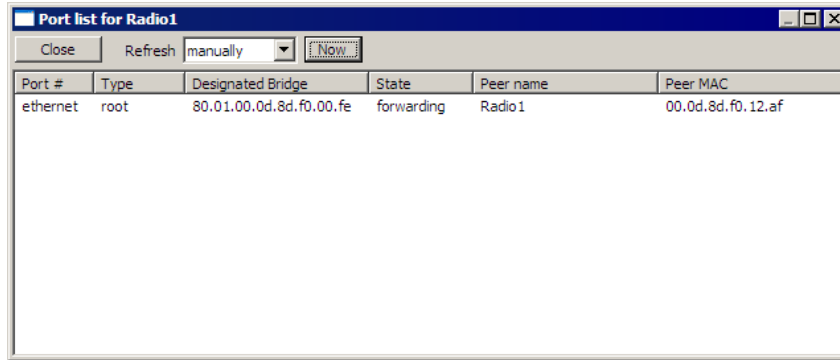 Port list for Radio1
Close Refresh manually Now
Port # Type Designated Bridge State Peer name Peer MAC
ethernet root 80.01.00.0d.8d.f0.00.fe forwarding Radio1 00.0d.8d.f0.12.af